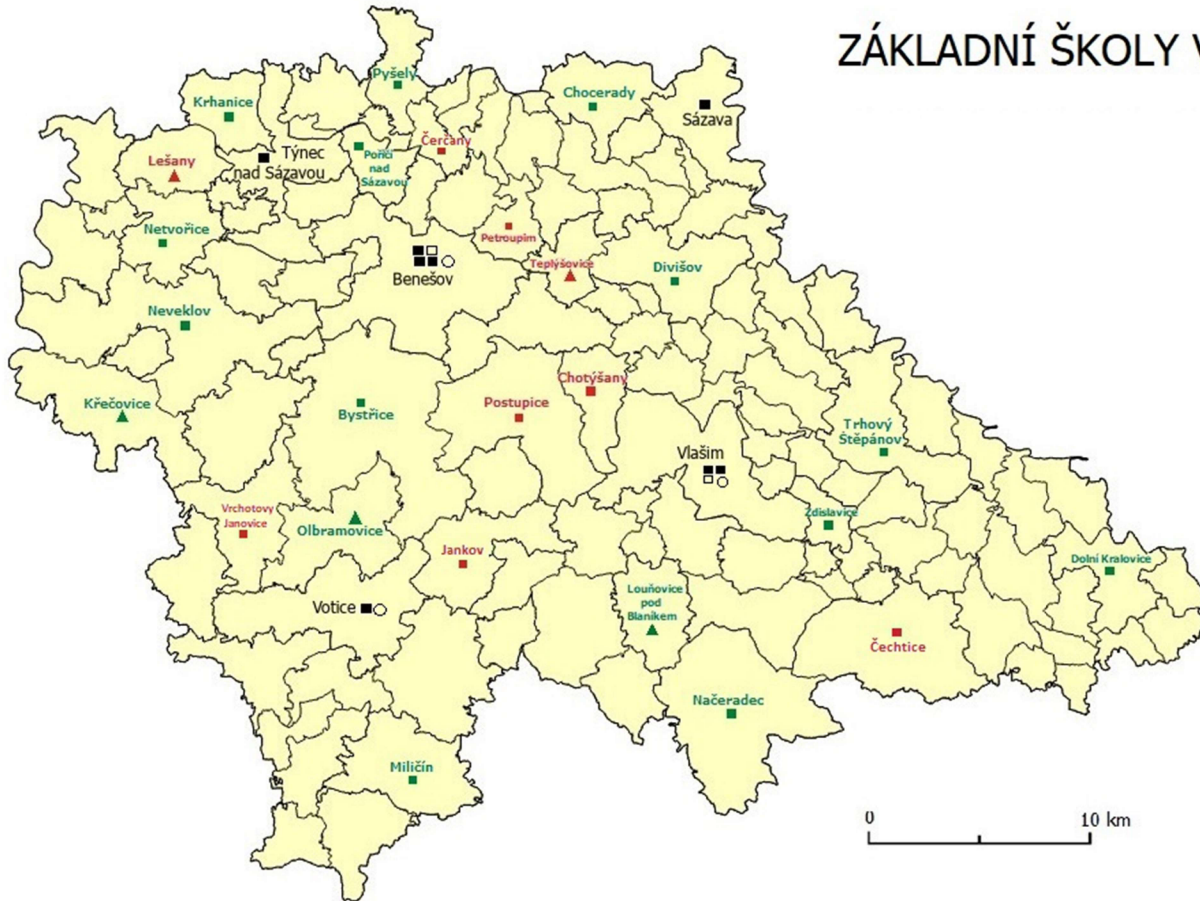 ZÁKLADNÍ ŠKOLY V
Pyšely
Chocerady
Krhanice
Sázava
Čerčany
Týnec
nad Sázavou
Poříčí
nad
Sázavou
Lešany
Netvořice
Petroupim
Teplýšovice
Divišov
Benešov
Neveklov
Chotýšany
Křečovice
Postupice
Bystřice
Trhový
Štěpánov
Vlašim
Vrchotovy
Janovice
Olbramovice
Zdislavice
Jankov
Dolní Kralovice
Louňovice
pod
Blaníkem
Votice
Čechtice
Načeradec
Miličín
0
10 km